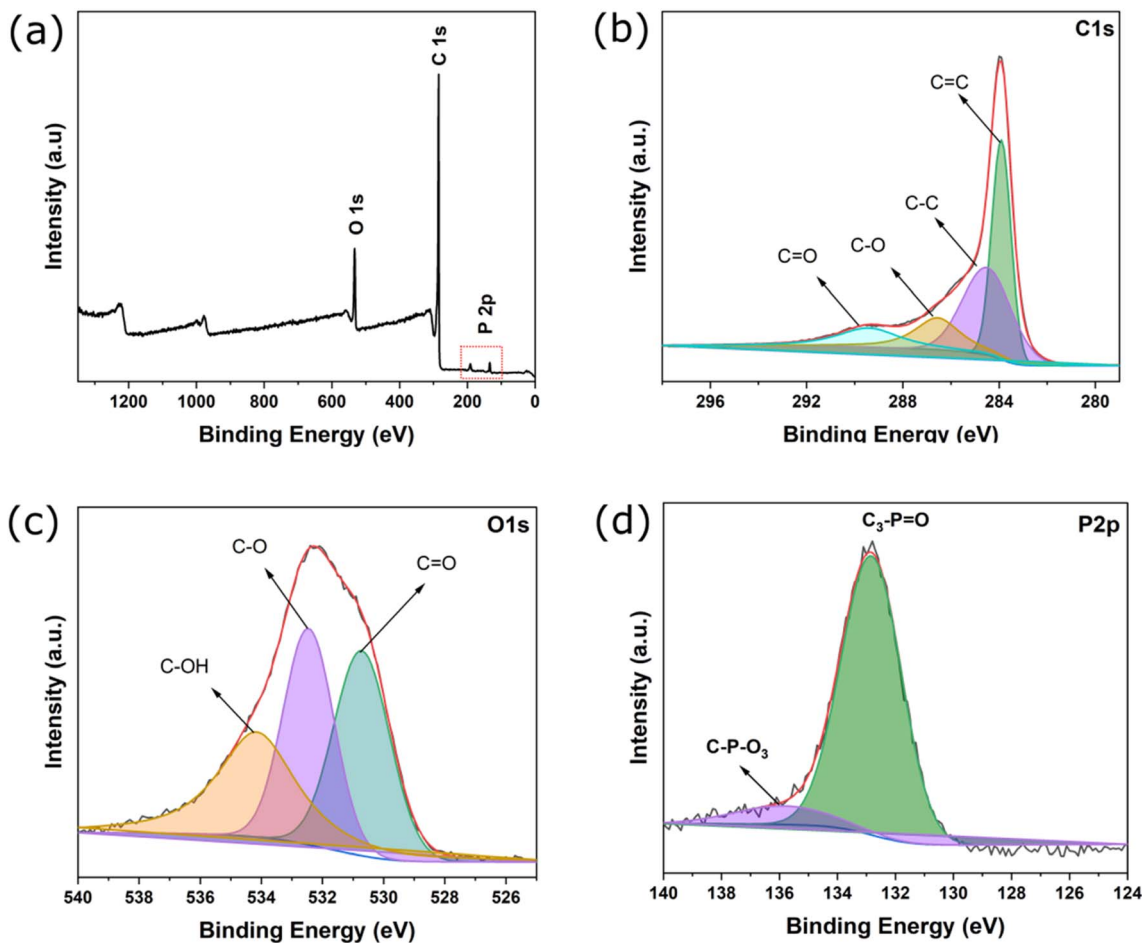 (a)
Intensity (a.u)
O 1s
C 1s
P 2p
1200 1000 800 600 400 200 0
Binding Energy (eV)
(b)
C1s
Intensity (a.u.)
C=C
C-C
C-O
C=O
296 292 288 284 280
Binding Energy (eV)
(c)
O1s
Intensity (a.u.)
C-O
C=O
C-OH
540 538 536 534 532 530 528 526
Binding Energy (eV)
(d)
C₃-P=O
P2p
Intensity (a.u.)
C-P-O₃
140 138 136 134 132 130 128 126 124
Binding Energy (eV)